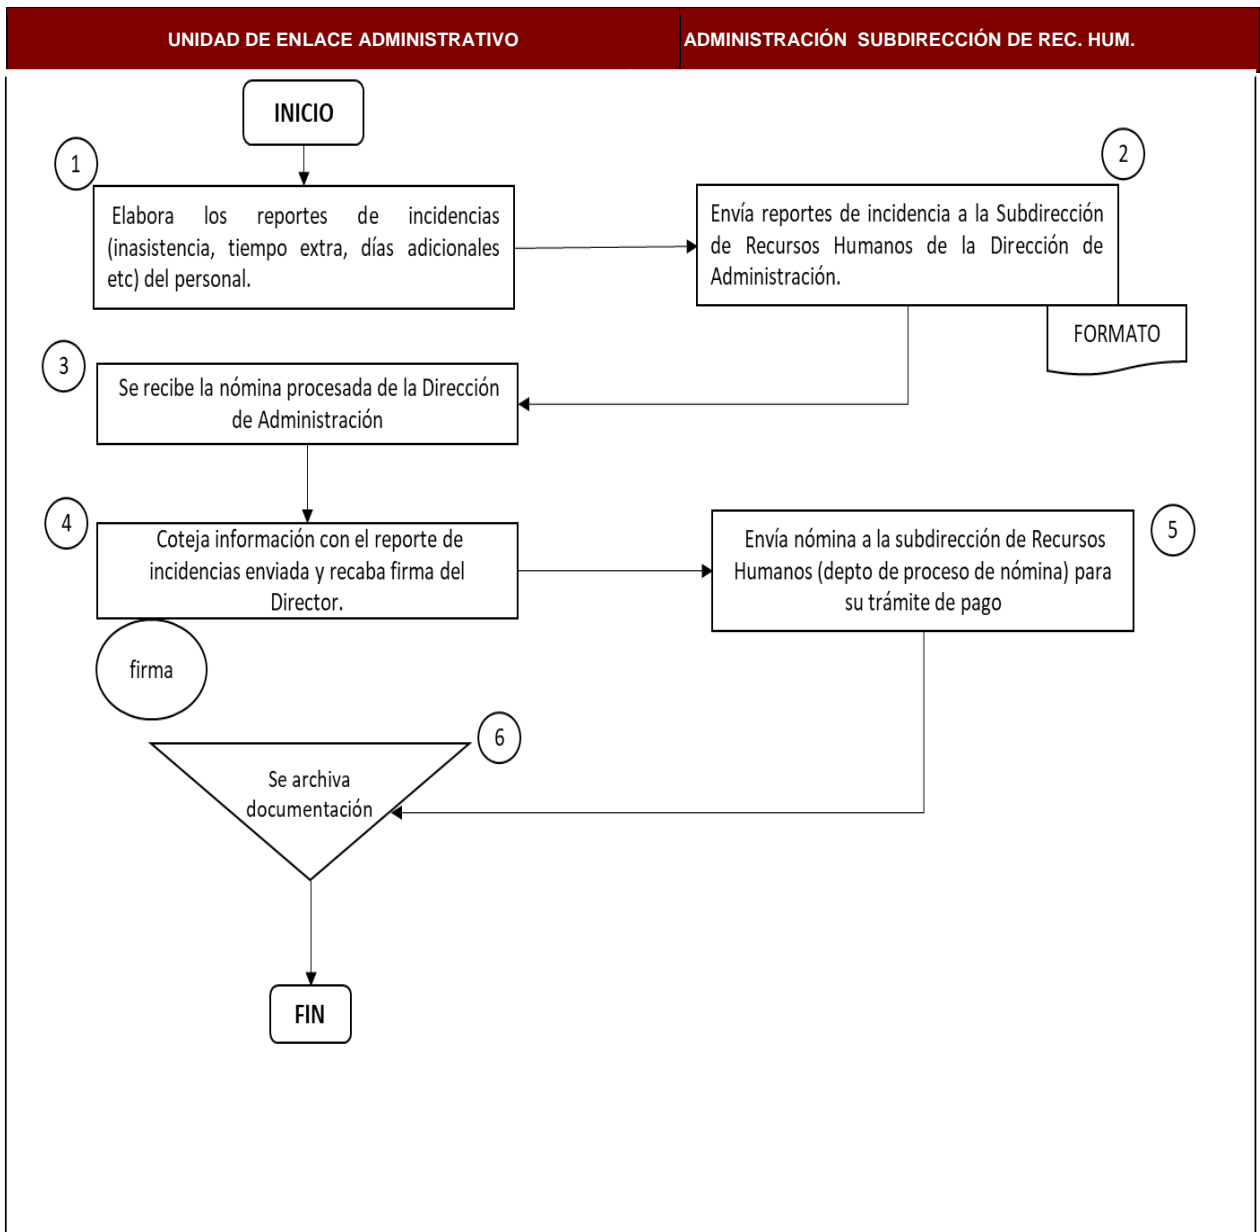 UNIDAD DE ENLACE ADMINISTRATIVO
ADMINISTRACIÓN SUBDIRECCIÓN DE REC. HUM.
INICIO
1
Elabora los reportes de incidencias
(inasistencia, tiempo extra, días adicionales
etc) del personal.
2
Envía reportes de incidencia a la Subdirección
de Recursos Humanos de la Dirección de
Administración.
FORMATO
3
Se recibe la nómina procesada de la Dirección
de Administración
4
Coteja información con el reporte de
incidencias enviada y recaba firma del
Director.
firma
5
Envía nómina a la subdirección de Recursos
Humanos (depto de proceso de nómina) para
su trámite de pago
6
Se archiva
documentación
FIN